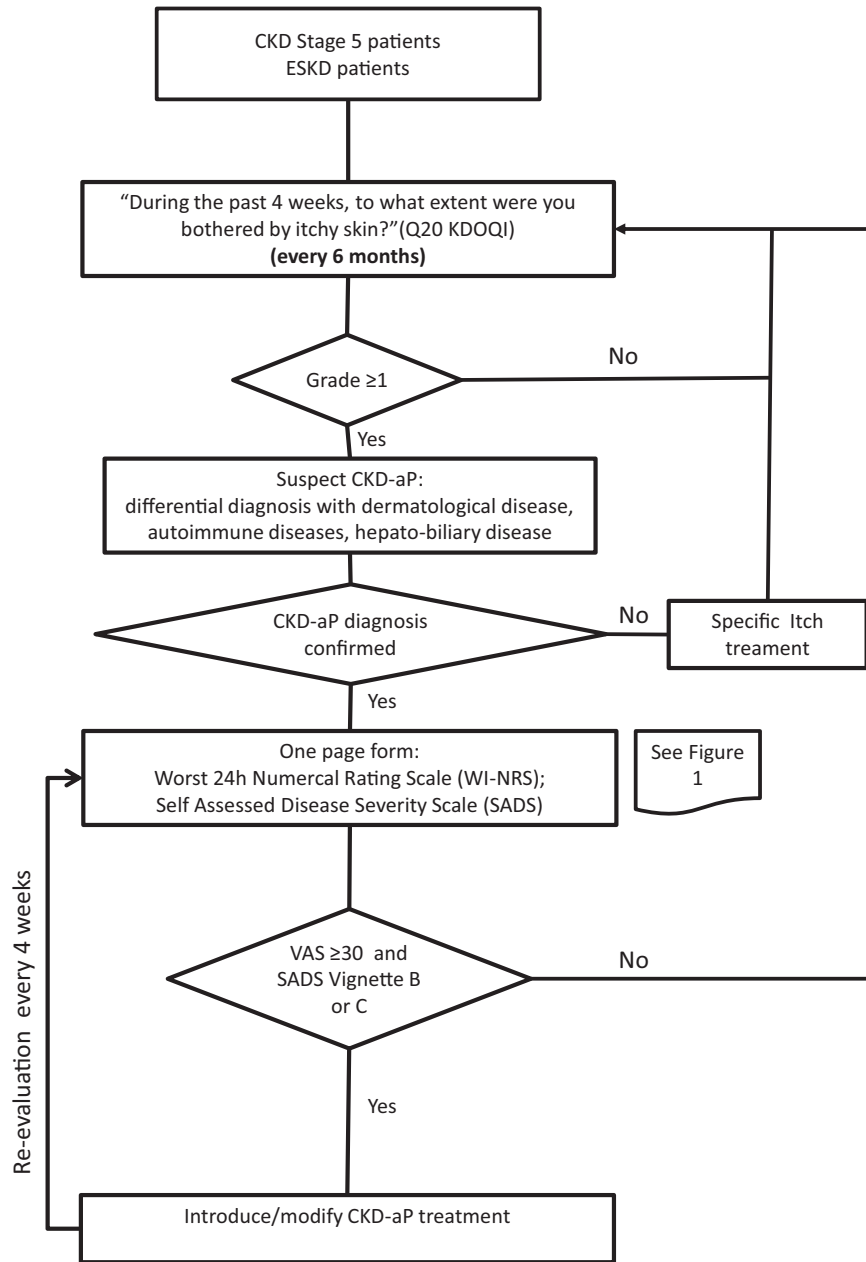 CKD Stage 5 patients
ESKD patients
“During the past 4 weeks, to what extent were you
bothered by itchy skin?”(Q20 KDOQI)
(every 6 months)
Grade ≥1
No
Yes
Suspect CKD-aP:
differential diagnosis with dermatological disease,
autoimmune diseases, hepato-biliary disease
CKD-aP diagnosis
confirmed
No
Specific Itch
treament
Yes
One page form:
Worst 24h Numercal Rating Scale (WI-NRS);
Self Assessed Disease Severity Scale (SADS)
See Figure
1
Re-evaluation every 4 weeks
VAS ≥30 and
SADS Vignette B
or C
No
Yes
Introduce/modify CKD-aP treatment